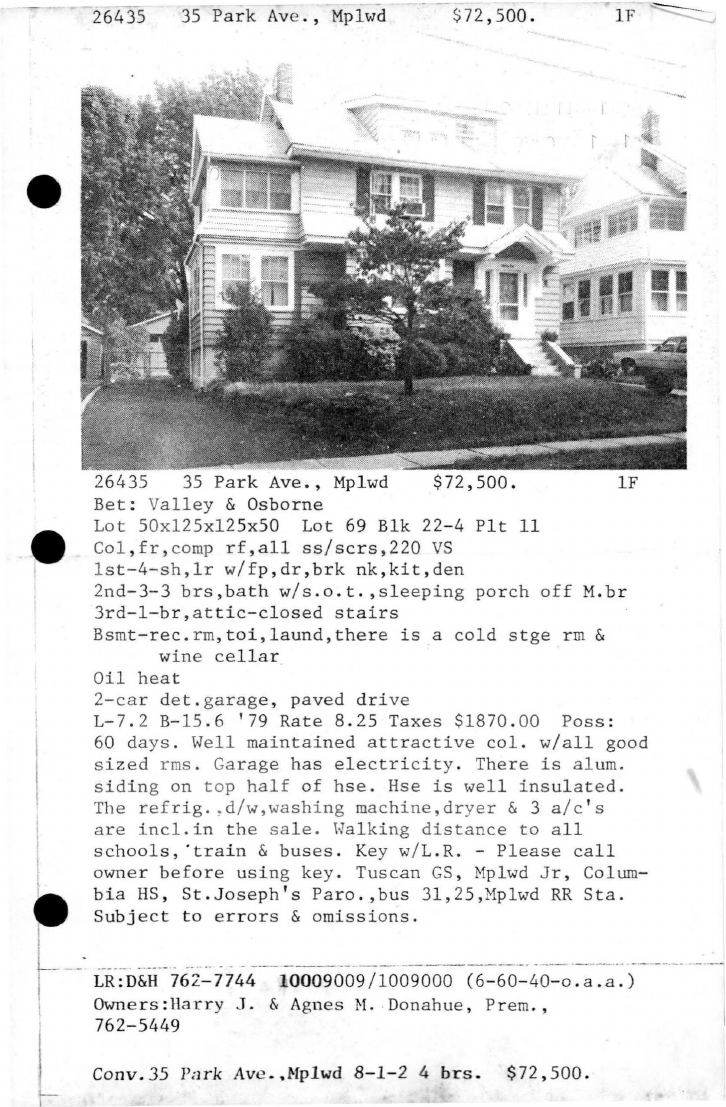 26435 35 Park Ave., Mplwd $72,500. 1F
26435 35 Park Ave., Mplwd $72,500. 1F
Bet: Valley & Osborne
Lot 50x125x125x50 Lot 69 Blk 22-4 Plt 11
Col,fr,comp rf,all ss/scrs,220 VS
1st-4-sh,lr w/fp,dr,brk nk,kit,den
2nd-3-3 brs,bath w/s.o.t.,sleeping porch off M.br
3rd-1-br,attic-closed stairs
Bsmt-rec.rm,toi,laund,there is a cold stge rm &
wine cellar
Oil heat
2-car det.garage, paved drive
L-7.2 B-15.6 '79 Rate 8.25 Taxes $1870.00 Poss:
60 days. Well maintained attractive col. w/all good
sized rms. Garage has electricity. There is alum.
siding on top half of hse. Hse is well insulated.
The refrig.,d/w,washing machine,dryer & 3 a/c's
are incl.in the sale. Walking distance to all
schools, train & buses. Key w/L.R. - Please call
owner before using key. Tuscan GS, Mplwd Jr, Colum-
bia HS, St.Joseph's Paro.,bus 31,25,Mplwd RR Sta.
Subject to errors & omissions.
LR:D&H 762-7744 10009009/1009000 (6-60-40-o.a.a.)
Owners:Harry J. & Agnes M. Donahue, Prem.,
762-5449
Conv.35 Park Ave.,Mplwd 8-1-2 4 brs. $72,500.